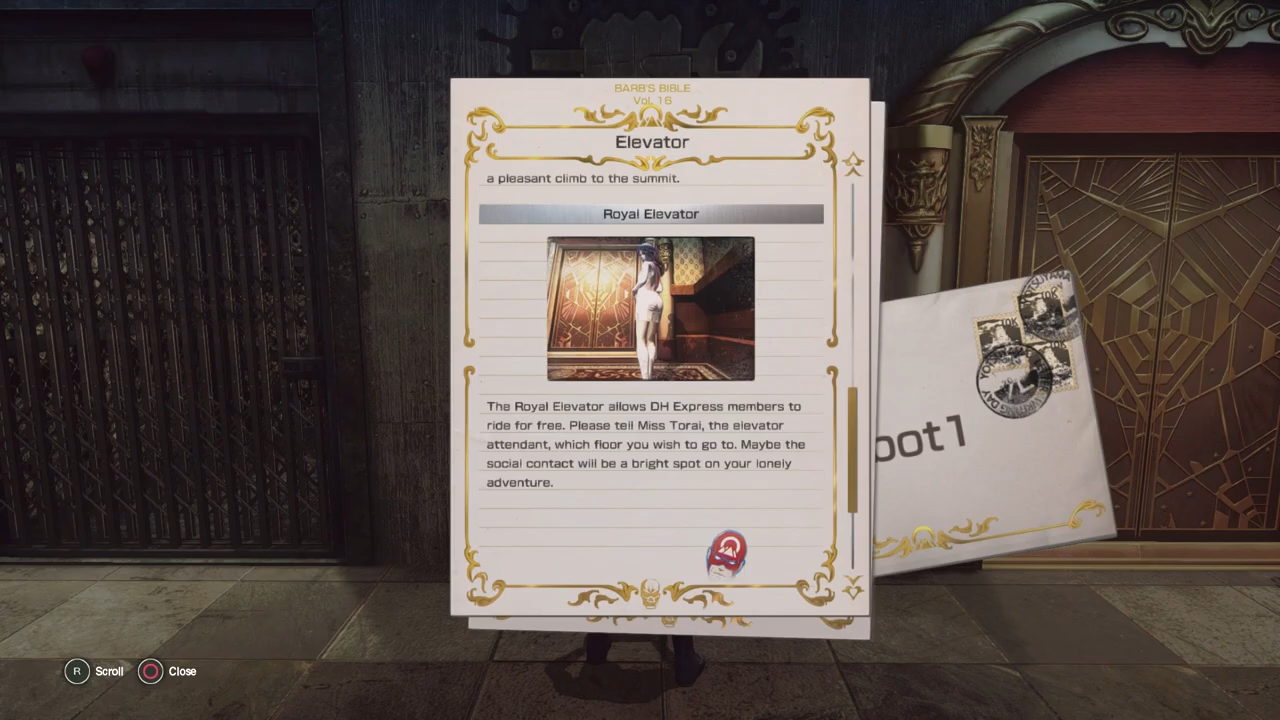 BARB'S BIBLE
Vol. 16
Elevator
a pleasant climb to the summit.
Royal Elevator
The Royal Elevator allows DH Express members to
ride for free. Please tell Miss Torai, the elevator
attendant, which floor you wish to go to. Maybe the
social contact will be a bright spot on your lonely
adventure.
oot1
R Scroll
Close